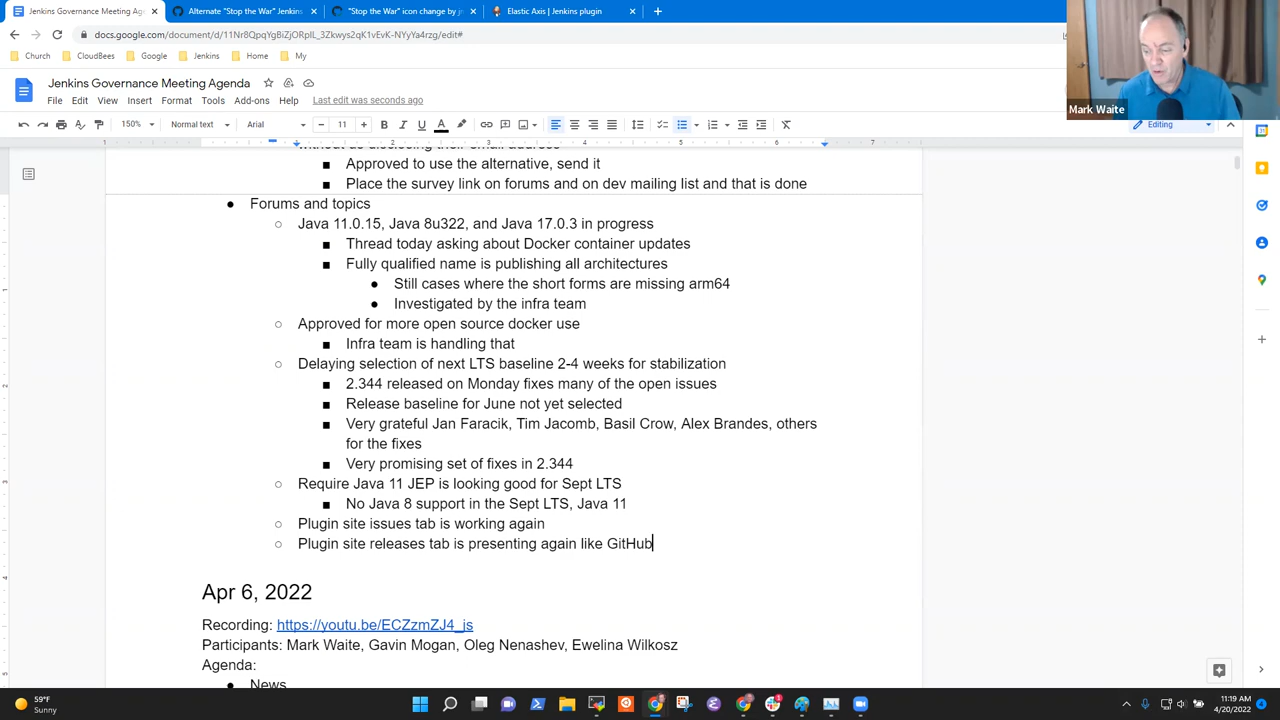 Jenkins Governance Meeting Age
Alternate "Stop the War" Jenkins
"Stop the War" icon change by jm
Elastic Axis | Jenkins plugin
docs.google.com/document/d/11Nr8QpqYgBiZjORpIL_3Zkwys2qK1vEvK-NYyYa4rzg/edit#
Church
CloudBees
Google
Jenkins
Home
My
Jenkins Governance Meeting Agenda
File Edit View Insert Format Tools Add-ons Help Last edit was seconds ago
Mark Waite
150% Normal text Arial 11 Editing
1 1 2 3 4 5 6 7
Approved to use the alternative, send it
Place the survey link on forums and on dev mailing list and that is done
Forums and topics
Java 11.0.15, Java 8u322, and Java 17.0.3 in progress
Thread today asking about Docker container updates
Fully qualified name is publishing all architectures
Still cases where the short forms are missing arm64
Investigated by the infra team
Approved for more open source docker use
Infra team is handling that
Delaying selection of next LTS baseline 2-4 weeks for stabilization
2.344 released on Monday fixes many of the open issues
Release baseline for June not yet selected
Very grateful Jan Faracik, Tim Jacomb, Basil Crow, Alex Brandes, others
for the fixes
Very promising set of fixes in 2.344
Require Java 11 JEP is looking good for Sept LTS
No Java 8 support in the Sept LTS, Java 11
Plugin site issues tab is working again
Plugin site releases tab is presenting again like GitHub
Apr 6, 2022
Recording: https://youtu.be/ECZzmZJ4_js
Participants: Mark Waite, Gavin Mogan, Oleg Nenashev, Ewelina Wilkosz
Agenda:
News
59°F
Sunny
11:19 AM
4/20/2022